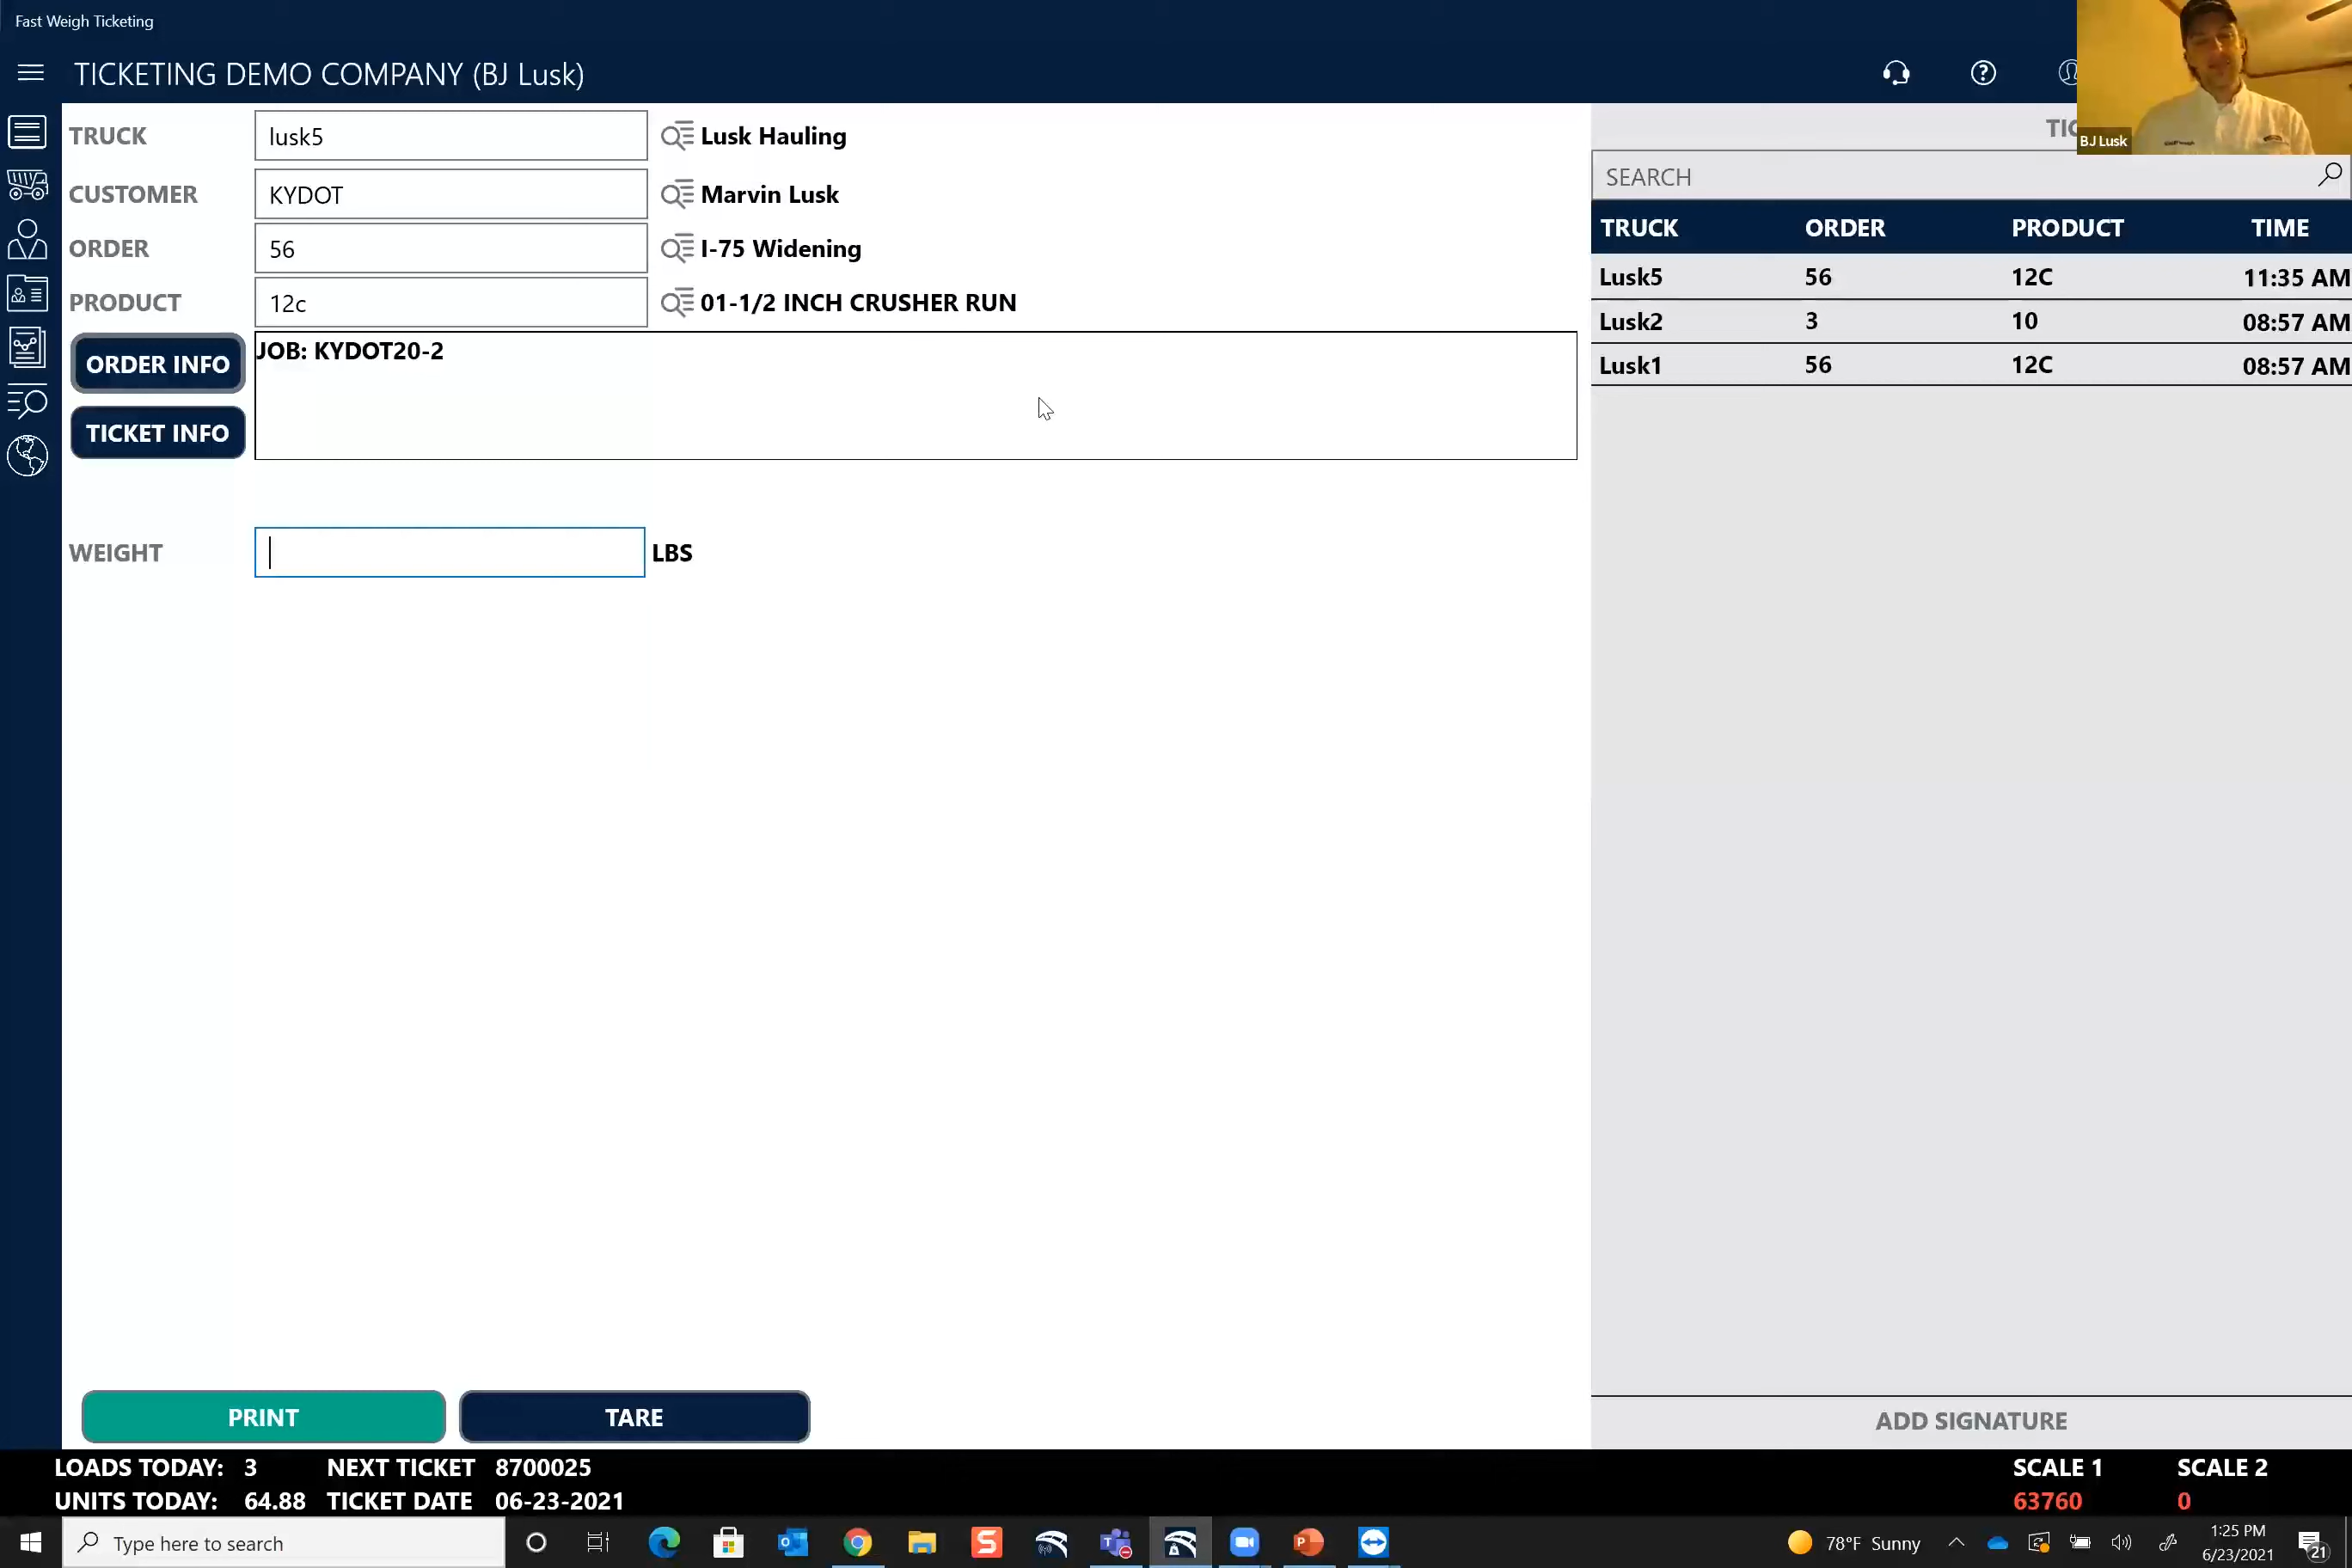 Fast Weigh Ticketing
TICKETING DEMO COMPANY (BJ Lusk)
BJ Lusk
TRUCK lusk5 Lusk Hauling
CUSTOMER KYDOT Marvin Lusk
ORDER 56 I-75 Widening
PRODUCT 12c 01-1/2 INCH CRUSHER RUN
ORDER INFO
TICKET INFO
JOB: KYDOT20-2
WEIGHT LBS
SEARCH
TRUCK ORDER PRODUCT TIME
Lusk5 56 12C 11:35 AM
Lusk2 3 10 08:57 AM
Lusk1 56 12C 08:57 AM
PRINT TARE
ADD SIGNATURE
LOADS TODAY: 3 NEXT TICKET 8700025 SCALE 1 SCALE 2
UNITS TODAY: 64.88 TICKET DATE 06-23-2021 63760 0
Type here to search
78°F Sunny
1:25 PM
6/23/2021
21